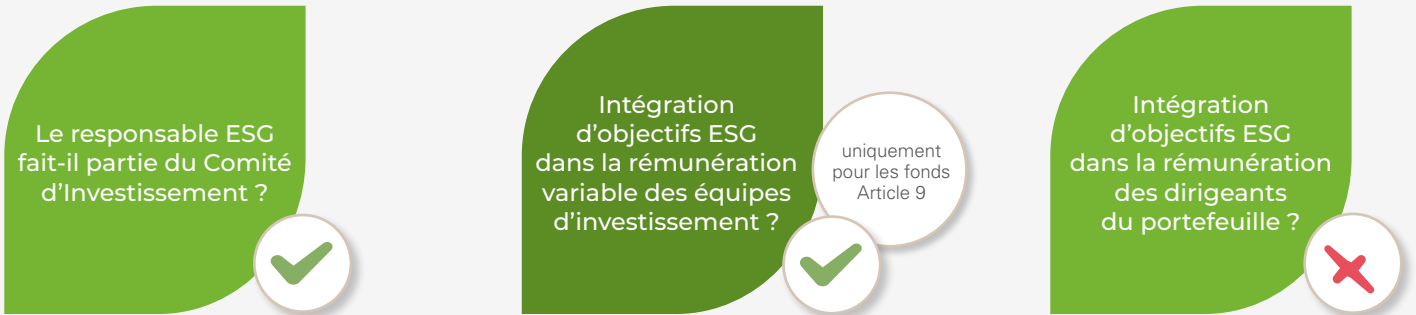 Le responsable ESG
fait-il partie du Comité
d’Investissement ?
Intégration
d’objectifs ESG
dans la rémunération
variable des équipes
d’investissement ?
uniquement
pour les fonds
Article 9
Intégration
d’objectifs ESG
dans la rémunération
des dirigeants
du portefeuille ?